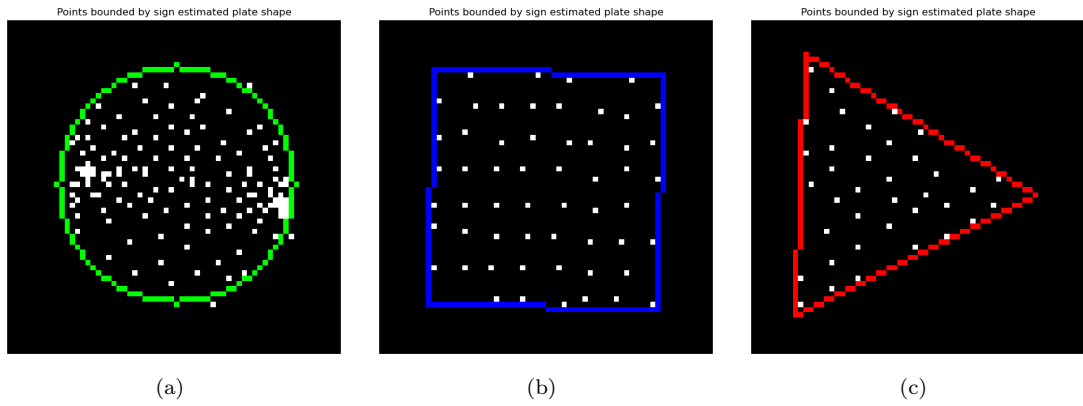 Points bounded by sign estimated plate shape
Points bounded by sign estimated plate shape
Points bounded by sign estimated plate shape
(a)
(b)
(c)